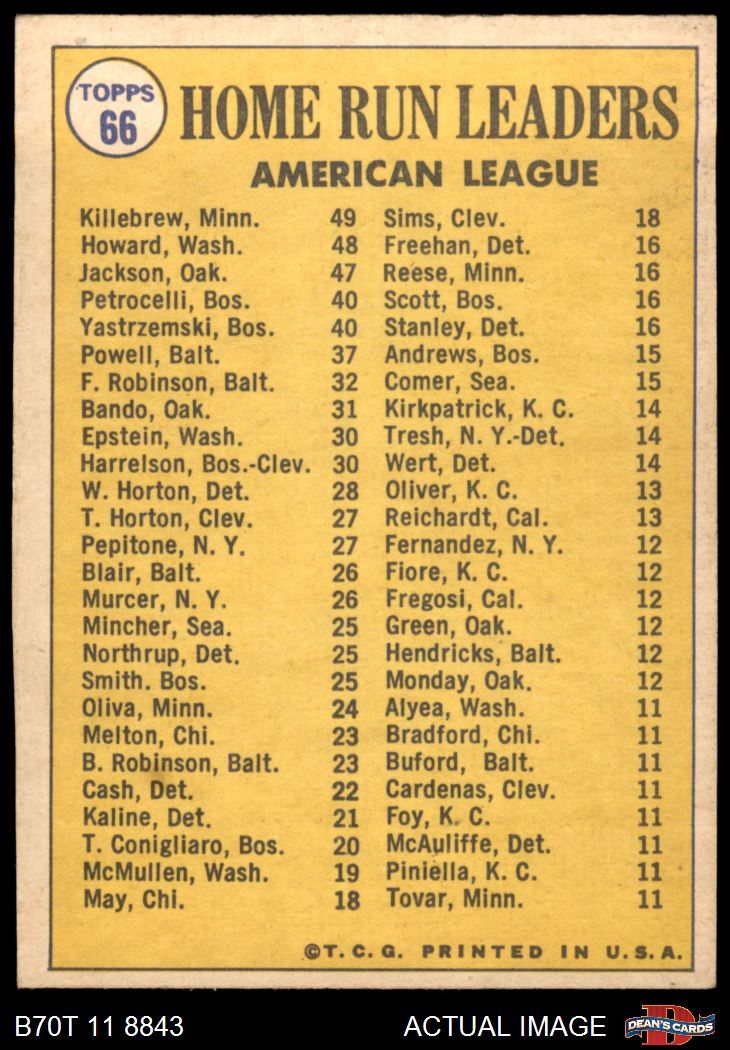 TOPPS
66
HOME RUN LEADERS
AMERICAN LEAGUE
Killebrew, Minn. 49
Howard, Wash. 48
Jackson, Oak. 47
Petrocelli, Bos. 40
Yastrzemski, Bos. 40
Powell, Balt. 37
F. Robinson, Balt. 32
Bando, Oak. 31
Epstein, Wash. 30
Harrelson, Bos.-Clev. 30
W. Horton, Det. 28
T. Horton, Clev. 27
Pepitone, N. Y. 27
Blair, Balt. 26
Murcer, N. Y. 26
Mincher, Sea. 25
Northrup, Det. 25
Smith. Bos. 25
Oliva, Minn. 24
Melton, Chi. 23
B. Robinson, Balt. 23
Cash, Det. 22
Kaline, Det. 21
T. Conigliaro, Bos. 20
McMullen, Wash. 19
May, Chi. 18
Sims, Clev. 18
Freehan, Det. 16
Reese, Minn. 16
Scott, Bos. 16
Stanley, Det. 16
Andrews, Bos. 15
Comer, Sea. 15
Kirkpatrick, K. C. 14
Tresh, N. Y.-Det. 14
Wert, Det. 14
Oliver, K. C. 13
Reichardt, Cal. 13
Fernandez, N. Y. 12
Fiore, K. C. 12
Fregosi, Cal. 12
Green, Oak. 12
Hendricks, Balt. 12
Monday, Oak. 12
Alyea, Wash. 11
Bradford, Chi. 11
Buford, Balt. 11
Cardenas, Clev. 11
Foy, K. C. 11
McAuliffe, Det. 11
Piniella, K. C. 11
Tovar, Minn. 11
©T. C. G. PRINTED IN U. S. A.
B70T 11 8843
ACTUAL IMAGE
D
DEAN'S CARDS